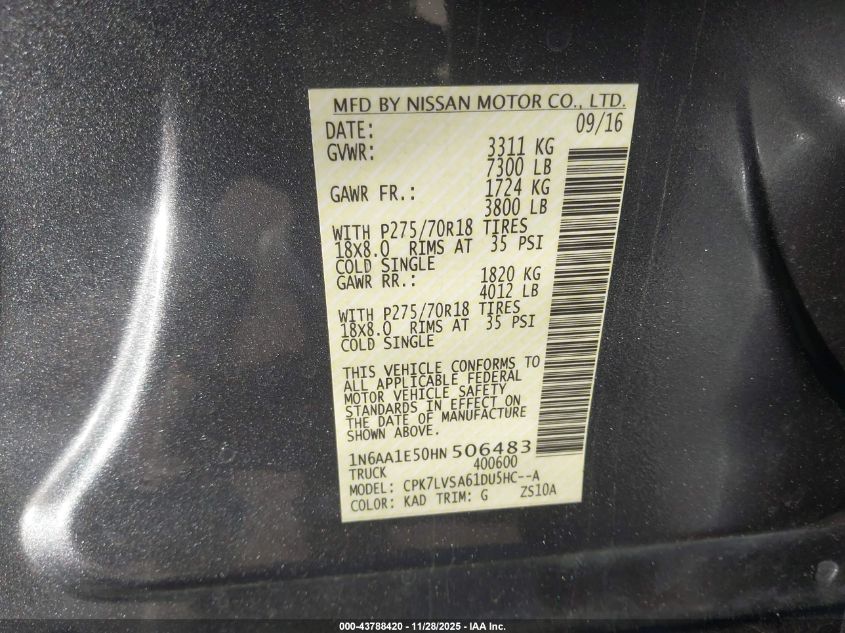 MFD BY NISSAN MOTOR CO., LTD.
DATE: 09/16
GVWR: 3311 KG
7300 LB
GAWR FR.: 1724 KG
3800 LB
WITH P275/70R18 TIRES
18X8.0 RIMS AT 35 PSI
COLD SINGLE
GAWR RR.: 1820 KG
4012 LB
WITH P275/70R18 TIRES
18X8.0 RIMS AT 35 PSI
COLD SINGLE
THIS VEHICLE CONFORMS TO
ALL APPLICABLE FEDERAL
MOTOR VEHICLE SAFETY
STANDARDS IN EFFECT ON
THE DATE OF MANUFACTURE
SHOWN ABOVE.
1N6AA1E50HN506483
TRUCK 400600
MODEL: CPK7LVSA61DU5HC--A
COLOR: KAD TRIM: G ZS10A
000-43788420 - 11/28/2025 - IAA Inc.